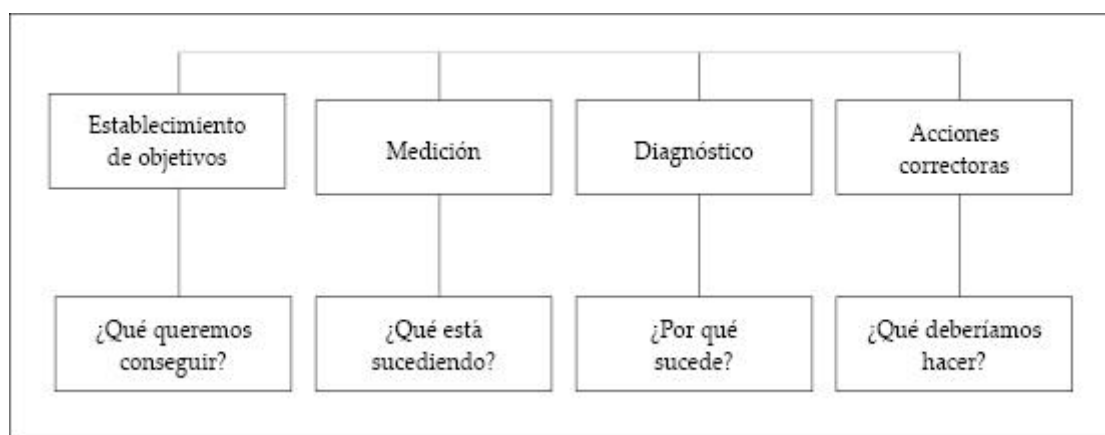 Establecimiento
de objetivos
Medición
Diagnóstico
Acciones
correctoras
¿Qué queremos
conseguir?
¿Qué está
sucediendo?
¿Por qué
sucede?
¿Qué deberíamos
hacer?